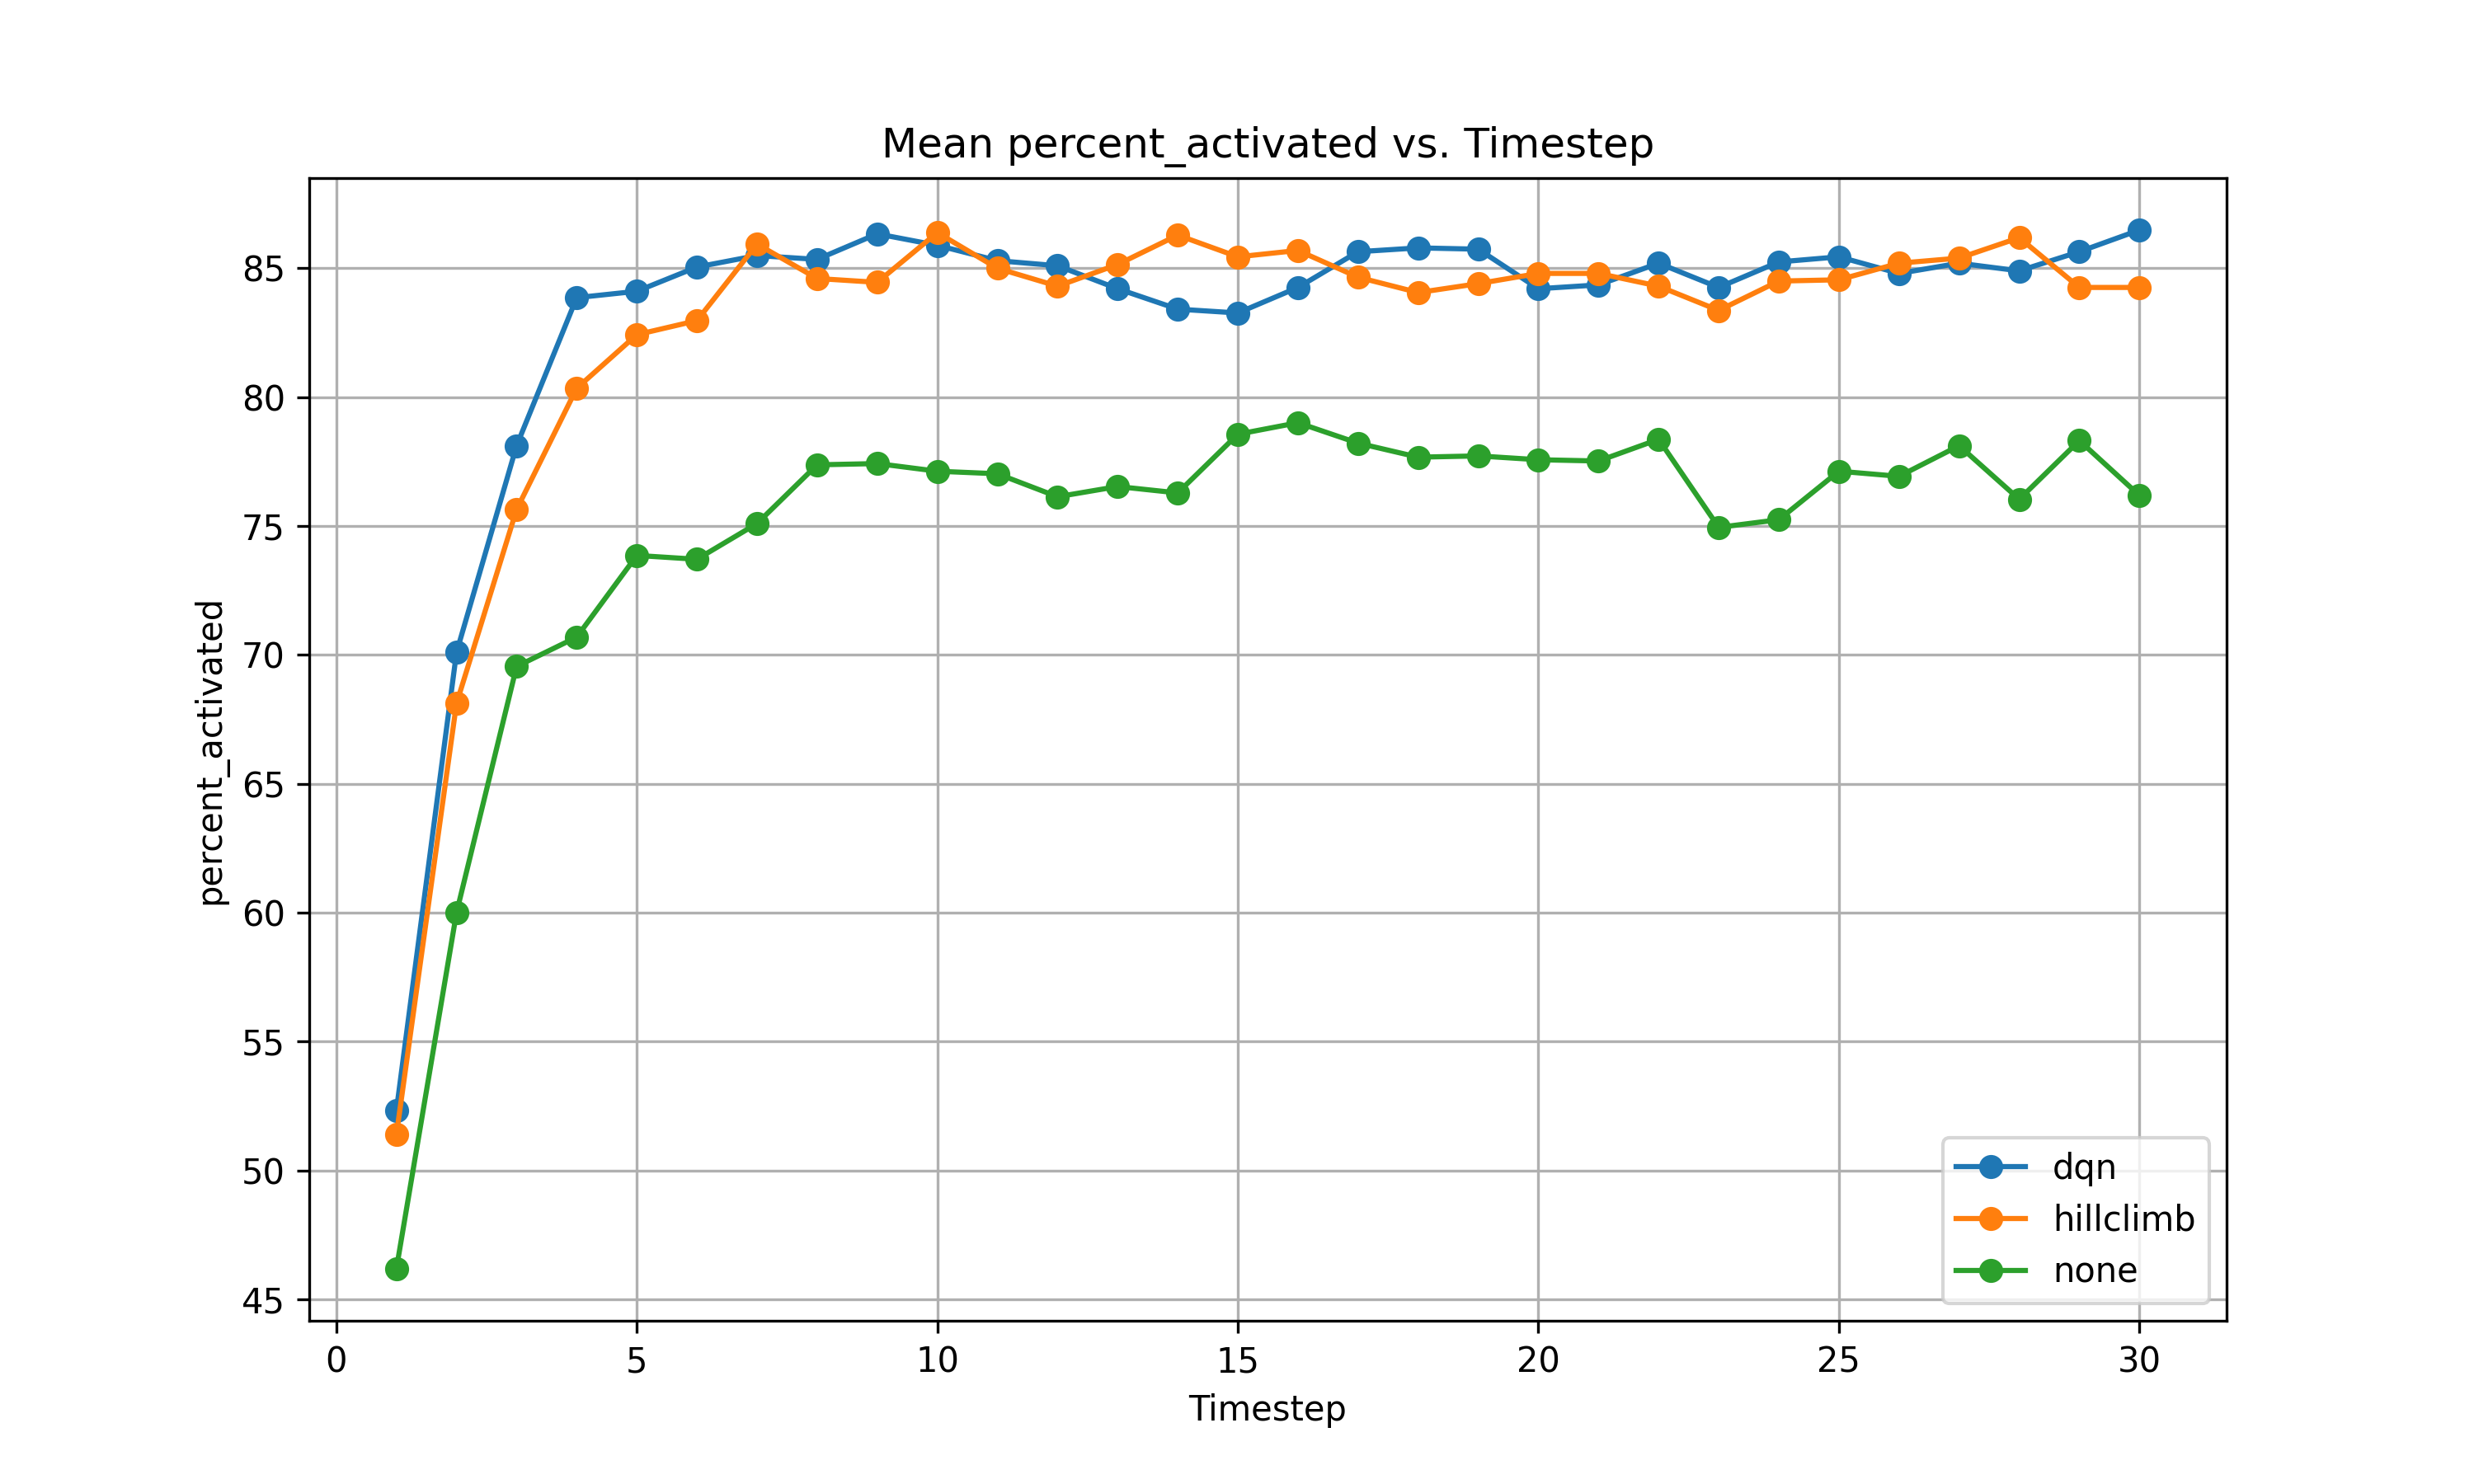 Mean percent_activated vs. Timestep
percent_activated
85
80
75
70
65
60
55
50
45
0 5 10 15 20 25 30
Timestep
dqn
hillclimb
none